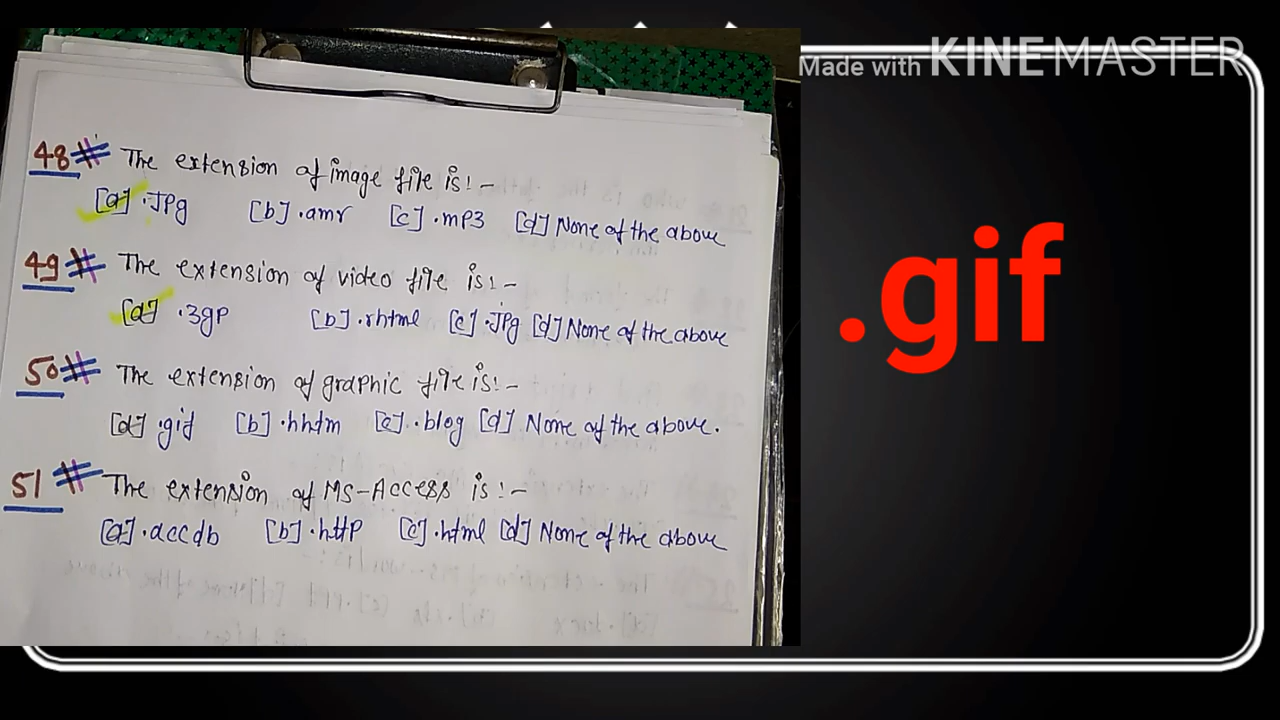 Made with KINEMASTER
48# The extension of image file is:-
[a] .JPg [b] .amr [c] .mp3 [d] None of the above
49# The extension of video file is:-
[a] .3gp [b] .rhtml [c] .JPg [d] None of the above
50# The extension of graphic file is:-
[a] .gif [b] .hhtm [c] .blog [d] None of the above.
51# The extension of MS-Access is:-
[a] .accdb [b] .http [c] .html [d] None of the above
.gif